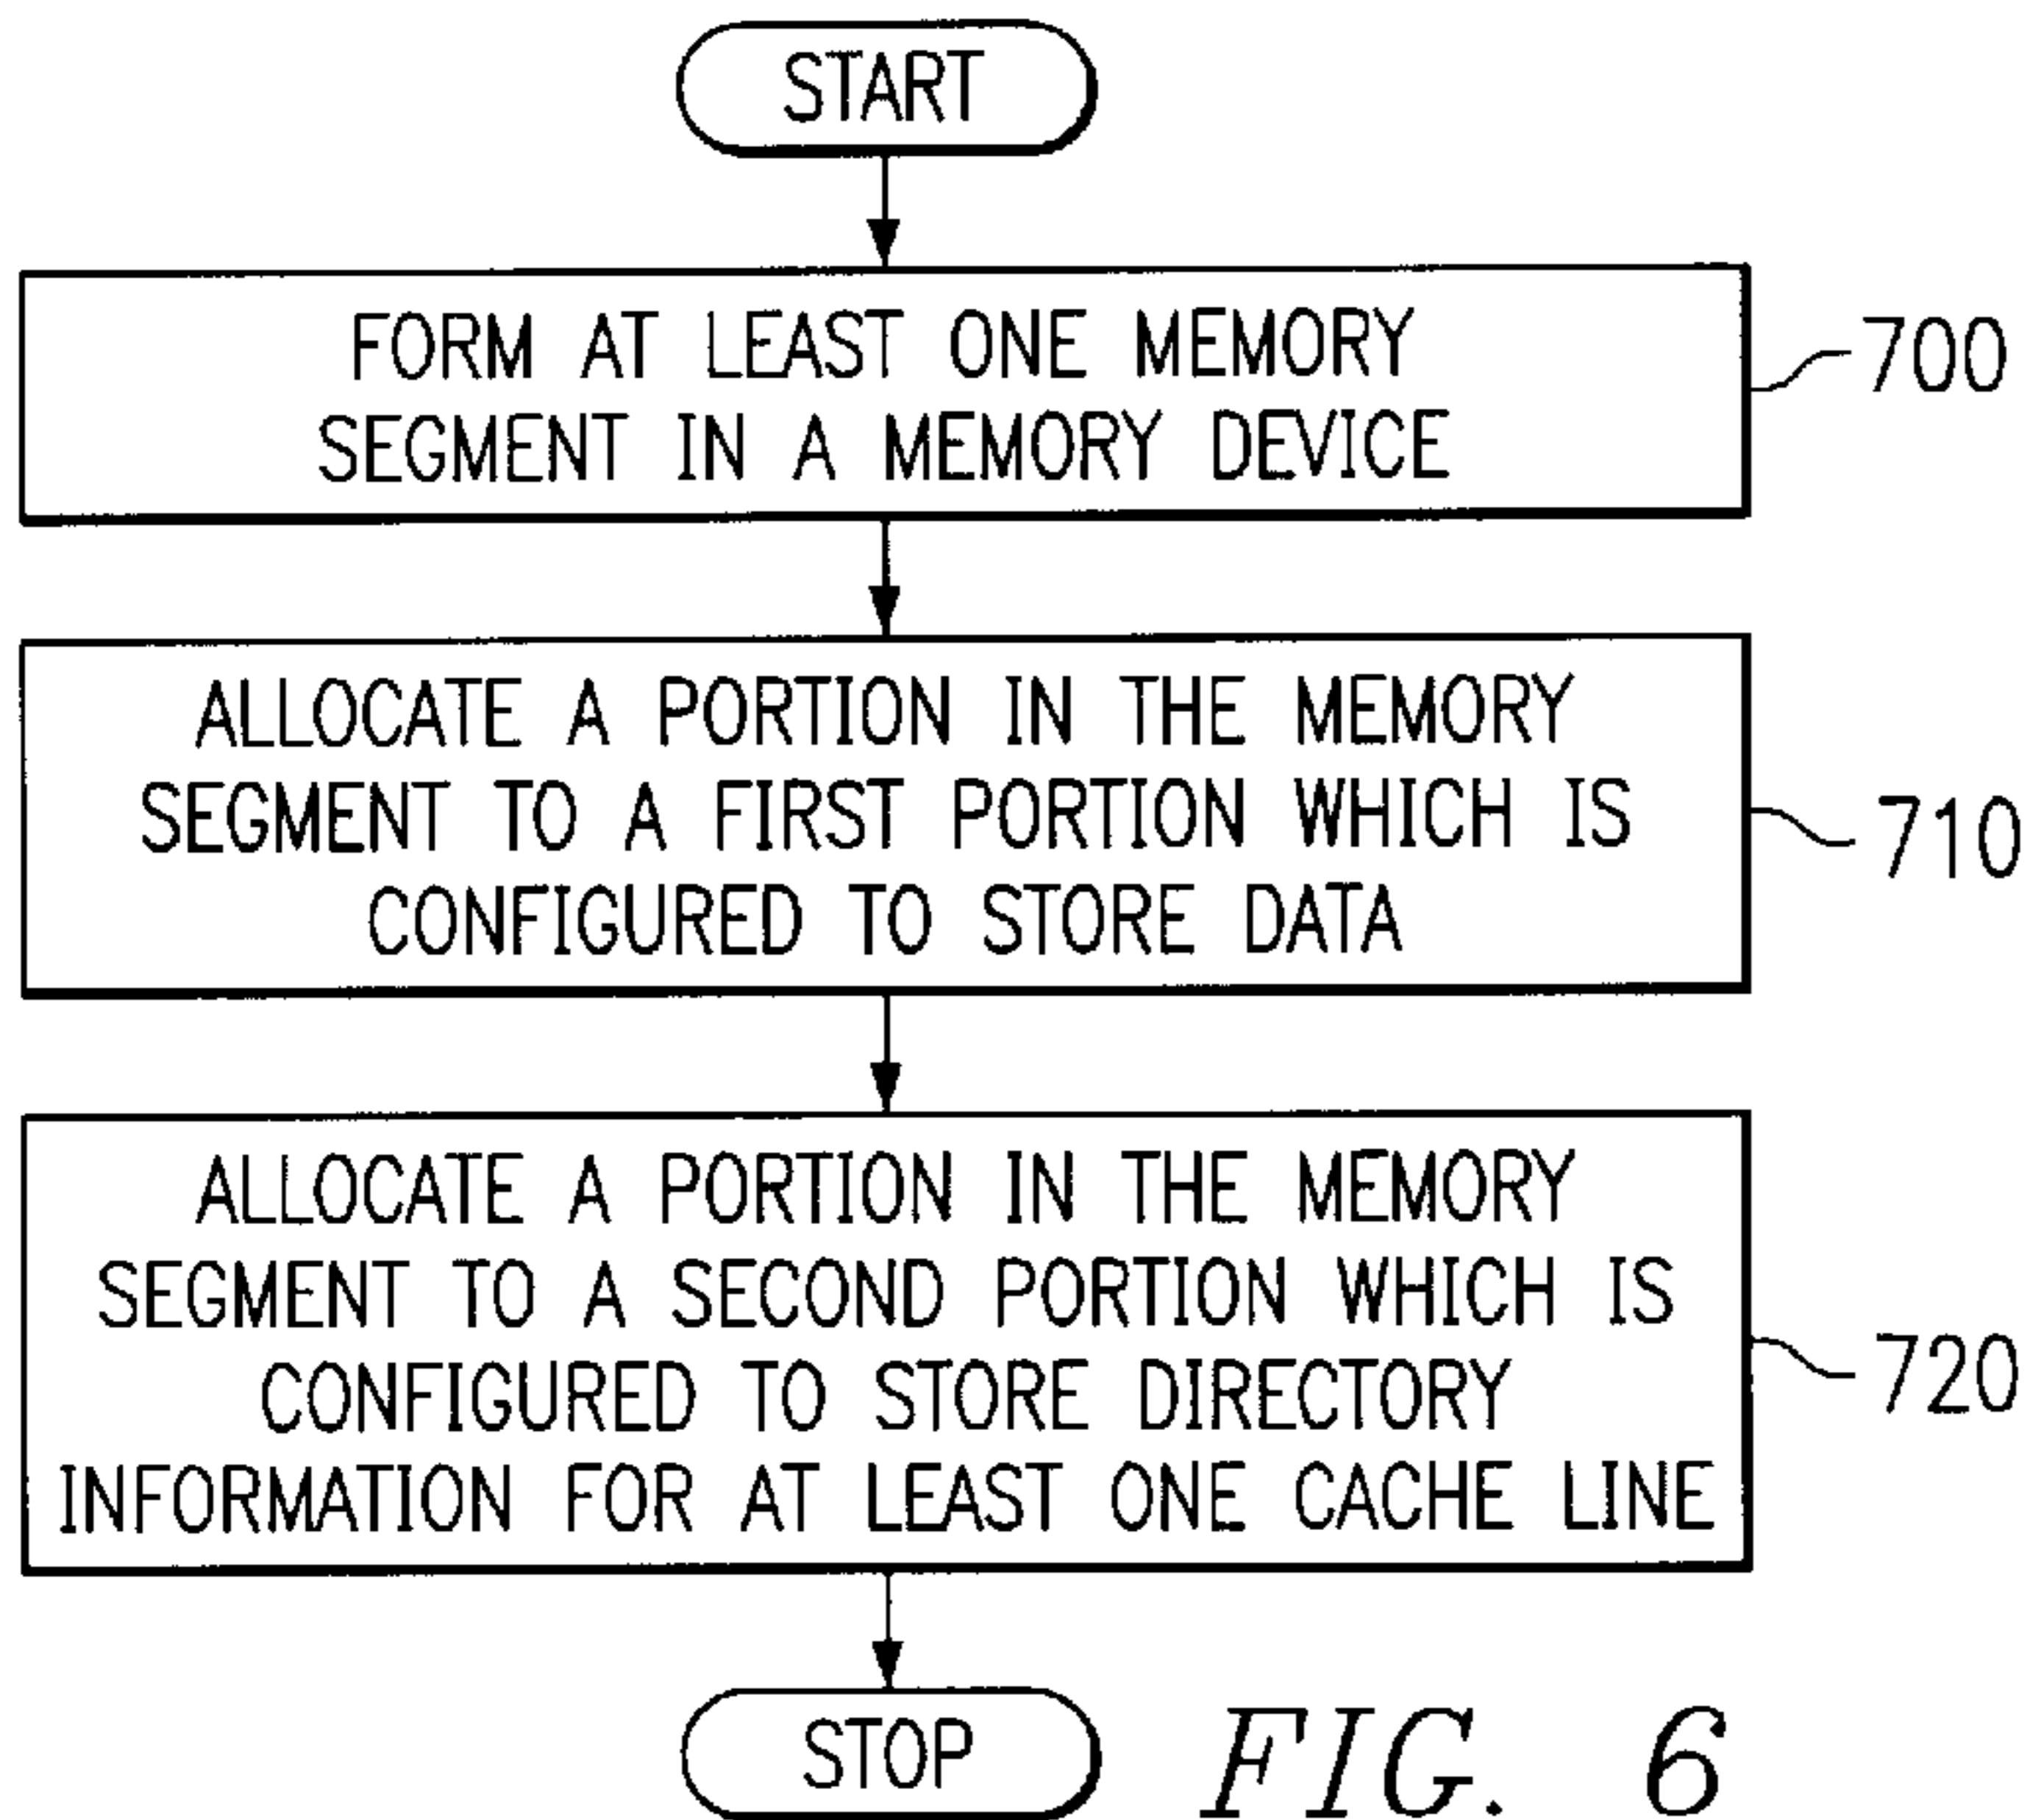 START
FORM AT LEAST ONE MEMORY
SEGMENT IN A MEMORY DEVICE
700
ALLOCATE A PORTION IN THE MEMORY
SEGMENT TO A FIRST PORTION WHICH IS
CONFIGURED TO STORE DATA
710
ALLOCATE A PORTION IN THE MEMORY
SEGMENT TO A SECOND PORTION WHICH IS
CONFIGURED TO STORE DIRECTORY
INFORMATION FOR AT LEAST ONE CACHE LINE
720
STOP
FIG. 6